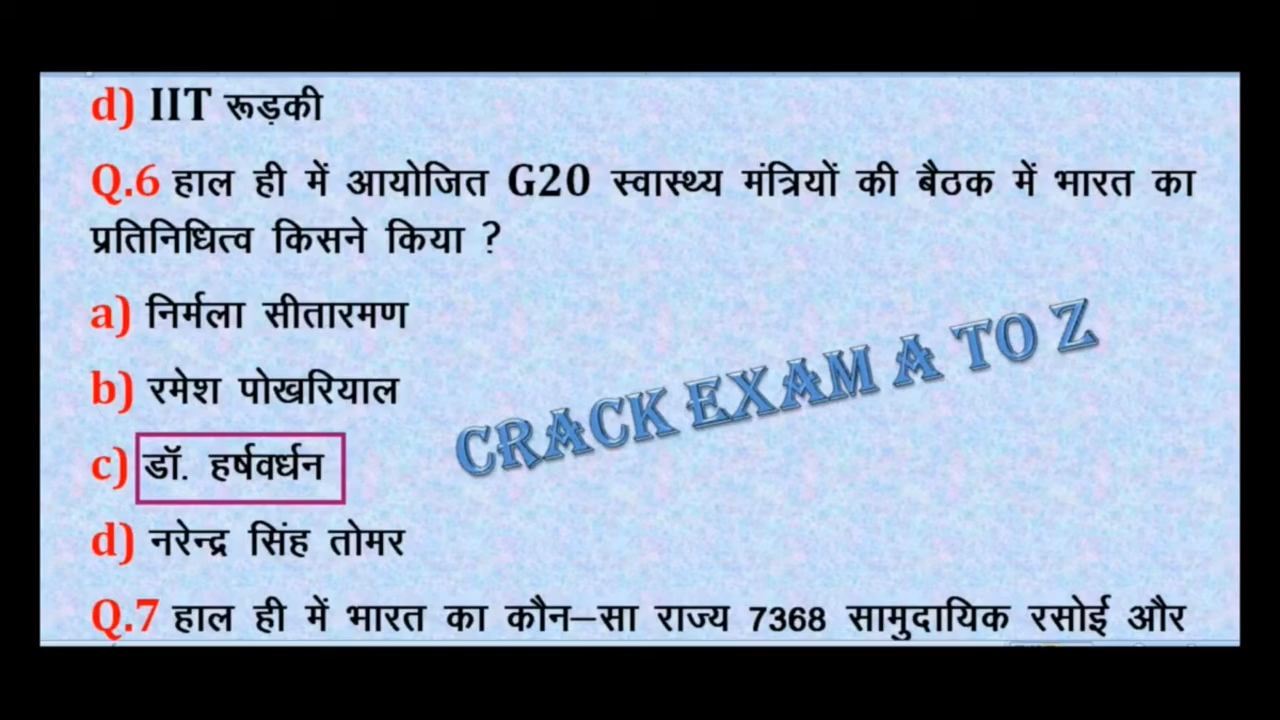 d) IIT रूड़की
Q.6 हाल ही में आयोजित G20 स्वास्थ्य मंत्रियों की बैठक में भारत का
प्रतिनिधित्व किसने किया ?
a) निर्मला सीतारमण
b) रमेश पोखरियाल
c) डॉ. हर्षवर्धन
d) नरेन्द्र सिंह तोमर
CRACK EXAM A TO Z
Q.7 हाल ही में भारत का कौन–सा राज्य 7368 सामुदायिक रसोई और